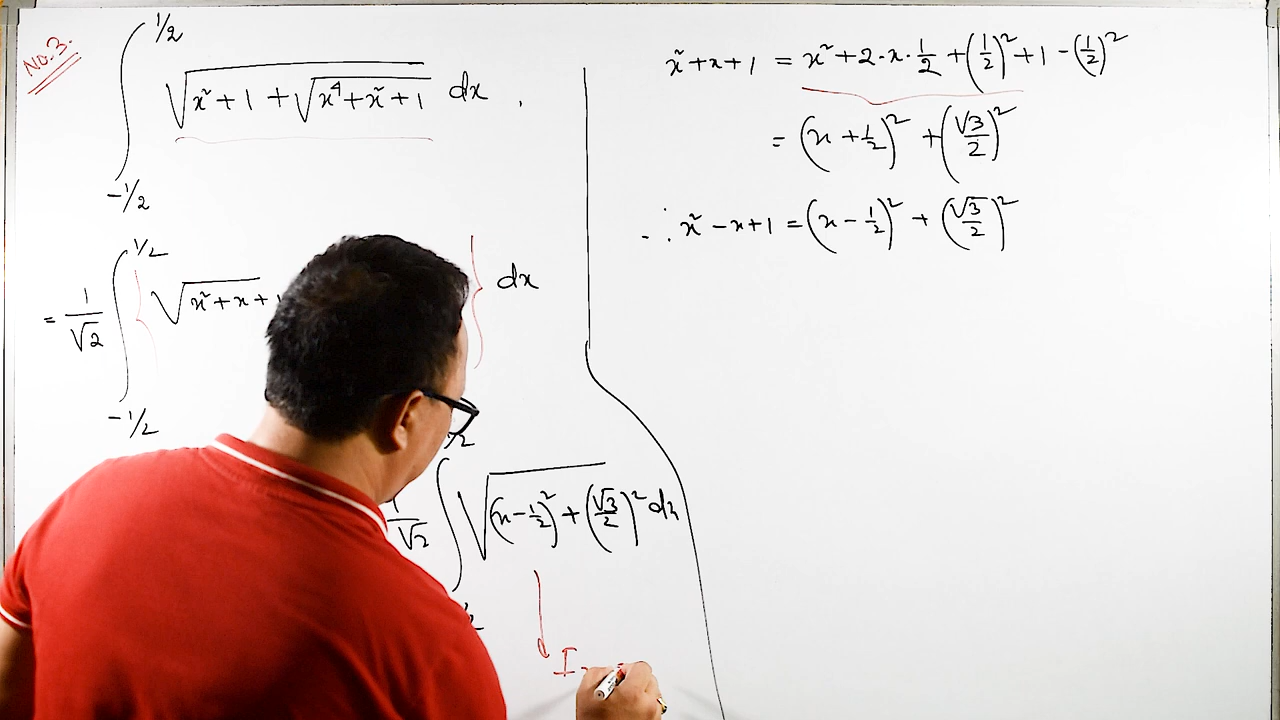 No. 3.
∫_{-1/2}^{1/2} √(x² + 1 + √(x⁴ + x² + 1)) dx .
= 1/√2 ∫_{-1/2}^{1/2} { √(x² + x + } dx
1/√2 ∫ √((x - 1/2)² + (√3/2)²) dx
I
x² + x + 1 = x² + 2·x·1/2 + (1/2)² + 1 - (1/2)²
= (x + 1/2)² + (√3/2)²
∴ x² - x + 1 = (x - 1/2)² + (√3/2)²